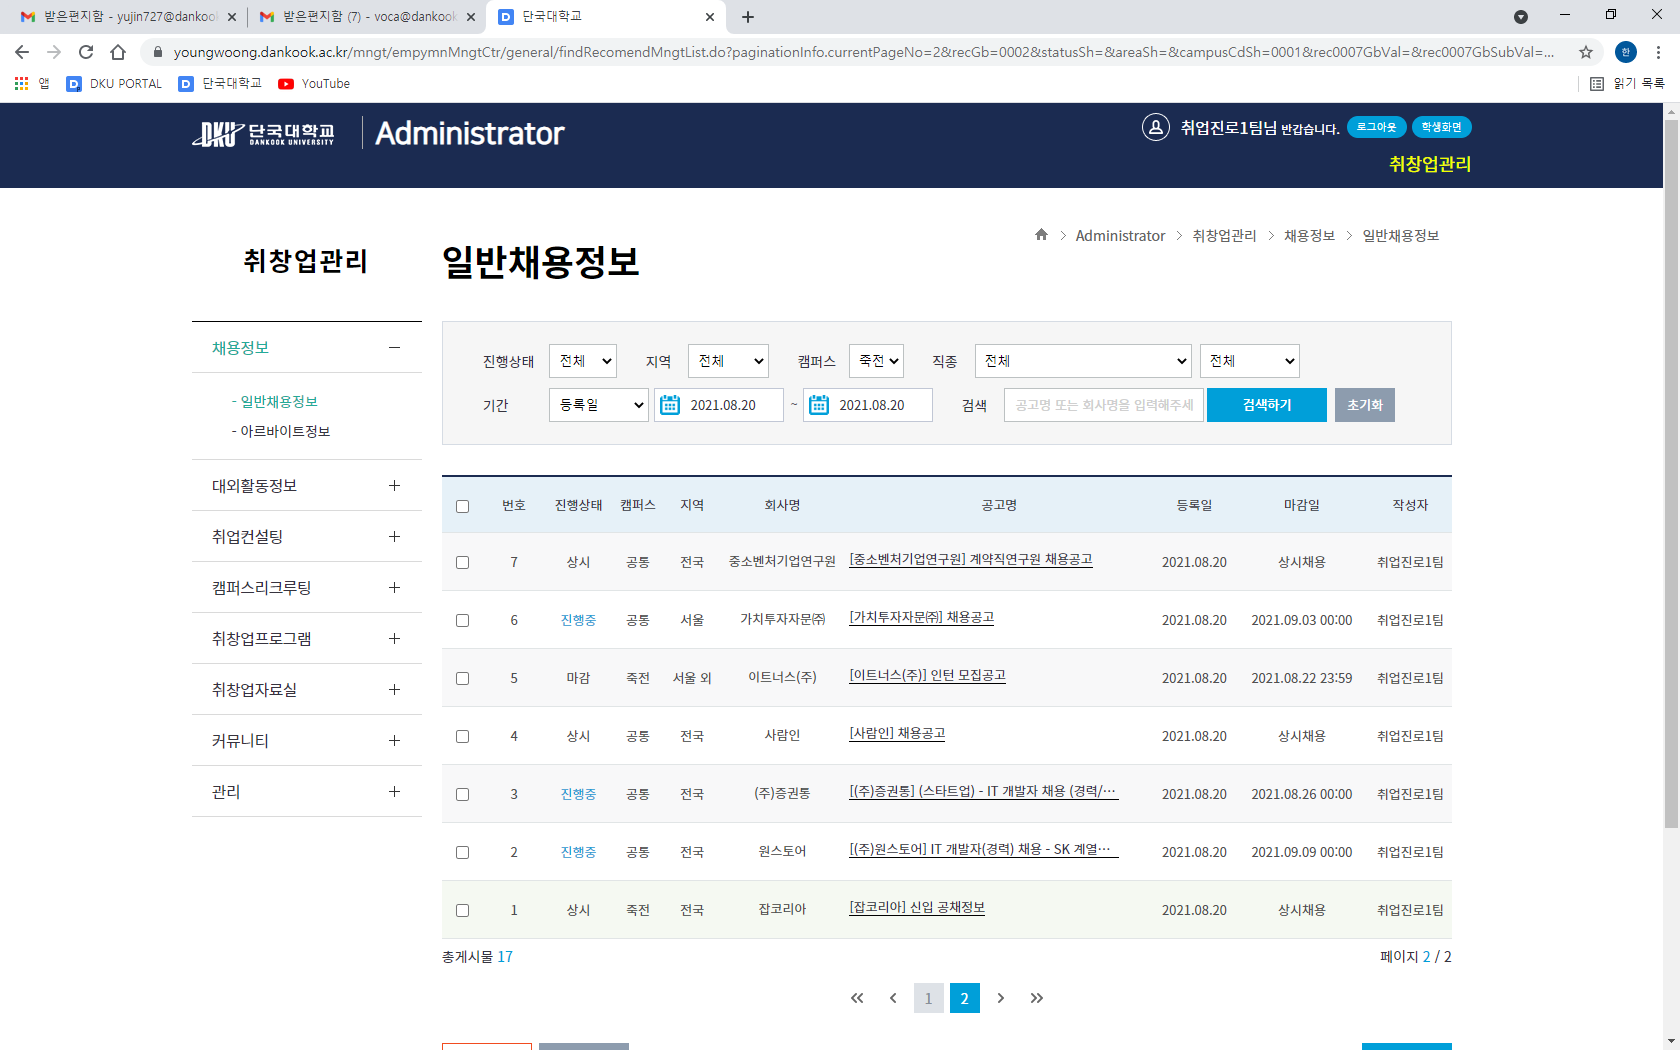 받은편지함 - yujin727@dankook
받은편지함 (7) - voca@dankook
단국대학교
youngwoong.dankook.ac.kr/mngt/empymnMngtCtr/general/findRecomendMngtList.do?paginationInfo.currentPageNo=2&recGb=0002&statusSh=&areaSh=&campusCdSh=0001&rec0007GbVal=&rec0007GbSubVal=...
한
앱 DKU PORTAL 단국대학교 YouTube 읽기 목록
DKU 단국대학교 DANKOOK UNIVERSITY Administrator
취업진로1팀님 반갑습니다. 로그아웃 학생화면
취창업관리
Administrator > 취창업관리 > 채용정보 > 일반채용정보
취창업관리
일반채용정보
채용정보
- 일반채용정보
- 아르바이트정보
대외활동정보
취업컨설팅
캠퍼스리크루팅
취창업프로그램
취창업자료실
커뮤니티
관리
진행상태 전체 지역 전체 캠퍼스 죽전 직종 전체 전체
기간 등록일 2021.08.20 ~ 2021.08.20 검색 공고명 또는 회사명을 입력해주세 검색하기 초기화
번호 진행상태 캠퍼스 지역 회사명 공고명 등록일 마감일 작성자
7 상시 공통 전국 중소벤처기업연구원 [중소벤처기업연구원] 계약직연구원 채용공고 2021.08.20 상시채용 취업진로1팀
6 진행중 공통 서울 가치투자자문㈜ [가치투자자문㈜] 채용공고 2021.08.20 2021.09.03 00:00 취업진로1팀
5 마감 죽전 서울 외 이트너스(주) [이트너스(주)] 인턴 모집공고 2021.08.20 2021.08.22 23:59 취업진로1팀
4 상시 공통 전국 사람인 [사람인] 채용공고 2021.08.20 상시채용 취업진로1팀
3 진행중 공통 전국 (주)증권통 [(주)증권통] (스타트업) - IT 개발자 채용 (경력/… 2021.08.20 2021.08.26 00:00 취업진로1팀
2 진행중 공통 전국 원스토어 [(주)원스토어] IT 개발자(경력) 채용 - SK 계열… 2021.08.20 2021.09.09 00:00 취업진로1팀
1 상시 죽전 전국 잡코리아 [잡코리아] 신입 공채정보 2021.08.20 상시채용 취업진로1팀
총게시물 17
페이지 2 / 2
1 2